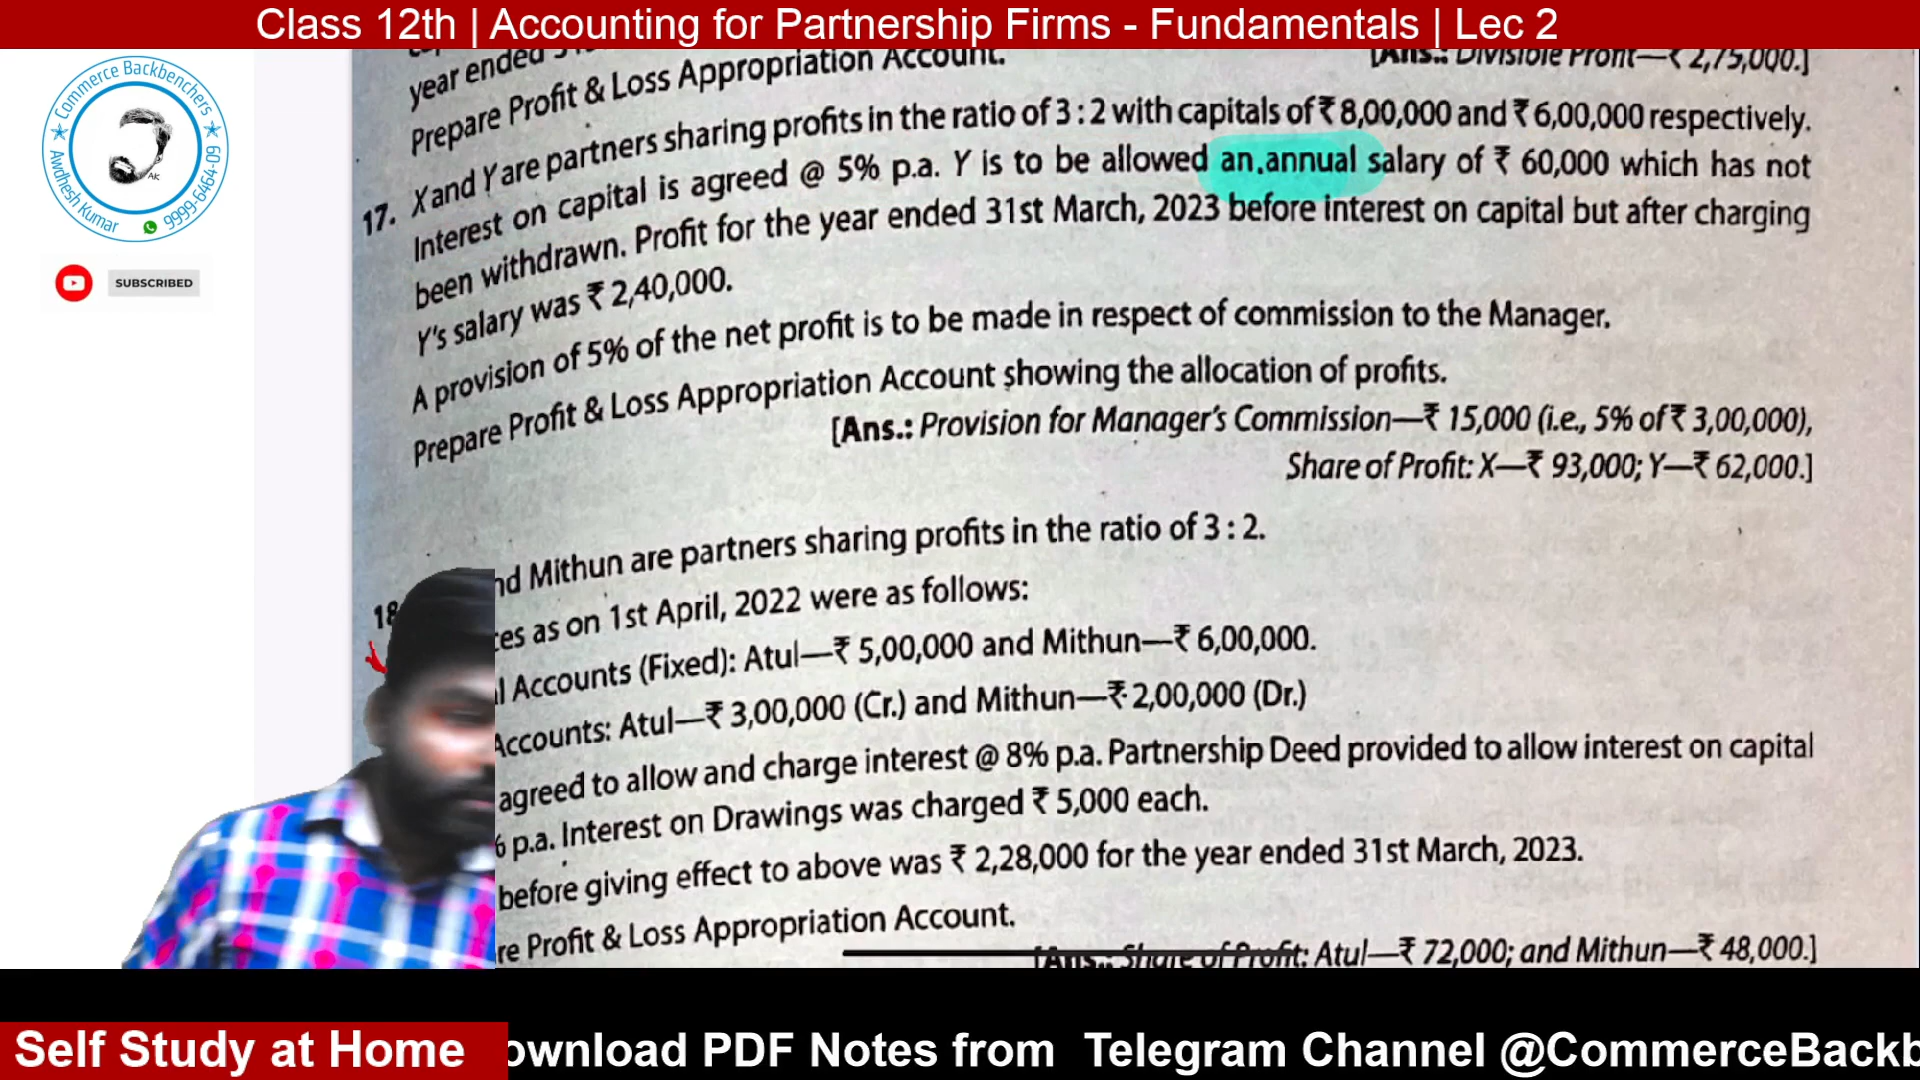 Class 12th | Accounting for Partnership Firms - Fundamentals | Lec 2
★ Commerce Backbenchers ★
Awdhesh Kumar 9999-6464-09
AK
SUBSCRIBED
year ended
Prepare Profit & Loss Appropriation Account.
[Ans.: Divisible Profit—₹ 2,75,000.]
17. X and Y are partners sharing profits in the ratio of 3 : 2 with capitals of ₹ 8,00,000 and ₹ 6,00,000 respectively.
Interest on capital is agreed @ 5% p.a. Y is to be allowed an annual salary of ₹ 60,000 which has not
been withdrawn. Profit for the year ended 31st March, 2023 before interest on capital but after charging
Y's salary was ₹ 2,40,000.
A provision of 5% of the net profit is to be made in respect of commission to the Manager.
Prepare Profit & Loss Appropriation Account showing the allocation of profits.
[Ans.: Provision for Manager's Commission—₹ 15,000 (i.e., 5% of ₹ 3,00,000),
Share of Profit: X—₹ 93,000; Y—₹ 62,000.]
18 nd Mithun are partners sharing profits in the ratio of 3 : 2.
ces as on 1st April, 2022 were as follows:
l Accounts (Fixed): Atul—₹ 5,00,000 and Mithun—₹ 6,00,000.
Accounts: Atul—₹ 3,00,000 (Cr.) and Mithun—₹ 2,00,000 (Dr.)
agreed to allow and charge interest @ 8% p.a. Partnership Deed provided to allow interest on capital
p.a. Interest on Drawings was charged ₹ 5,000 each.
before giving effect to above was ₹ 2,28,000 for the year ended 31st March, 2023.
re Profit & Loss Appropriation Account.
[Ans.: Share of Profit: Atul—₹ 72,000; and Mithun—₹ 48,000.]
Self Study at Home
ownload PDF Notes from Telegram Channel @CommerceBackb